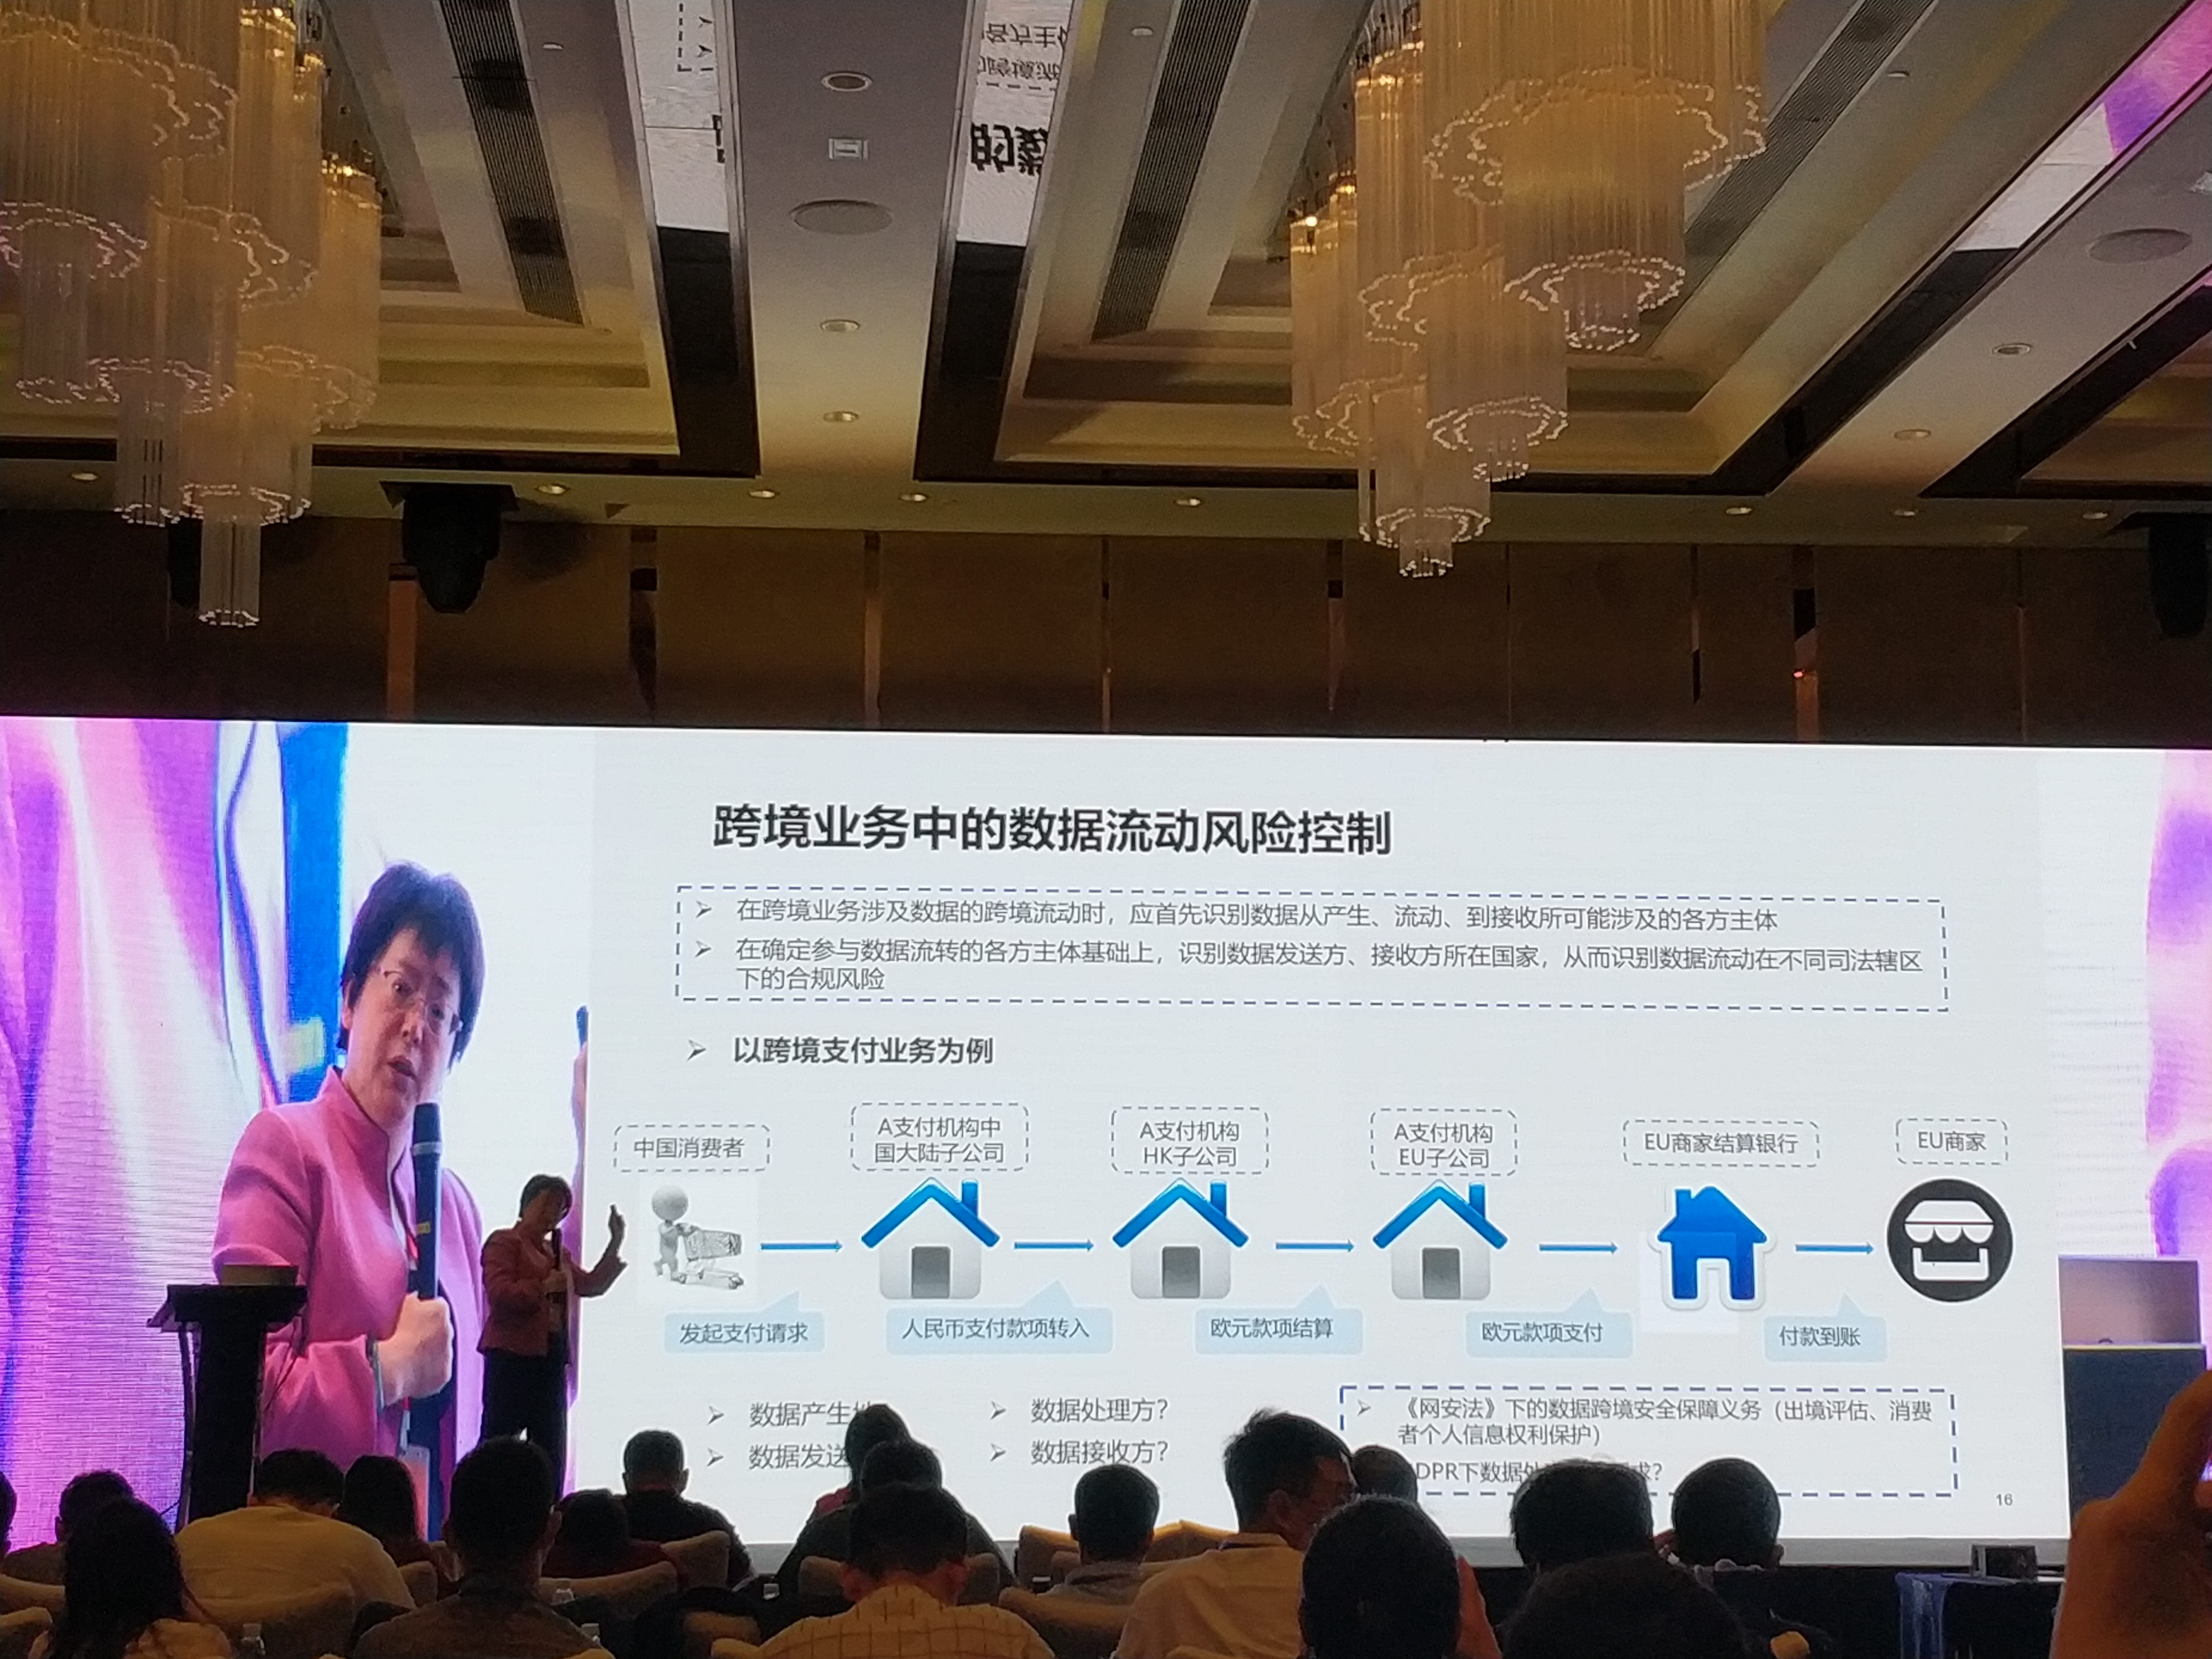 跨境业务中的数据流动风险控制
在跨境业务涉及数据的跨境流动时，应首先识别数据从产生、流动、到接收所可能涉及的各方主体
在确定参与数据流转的各方主体基础上，识别数据发送方、接收方所在国家，从而识别数据流动在不同司法辖区
下的合规风险
以跨境支付业务为例
中国消费者
A支付机构中
国大陆子公司
A支付机构
HK子公司
A支付机构
EU子公司
EU商家结算银行
EU商家
发起支付请求
人民币支付款项转入
欧元款项结算
欧元款项支付
付款到账
数据产生
数据处理方？
数据发送
数据接收方？
《网安法》下的数据跨境安全保障义务（出境评估、消费
者个人信息权利保护）
DPR下数据处 求？
16